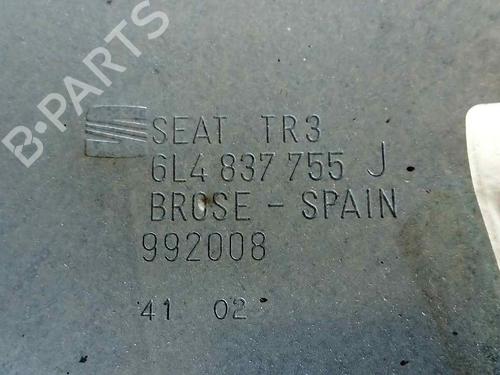 B-PARTS
SEAT TR3
6L4 837 755 J
BROSE - SPAIN
992008
41 02